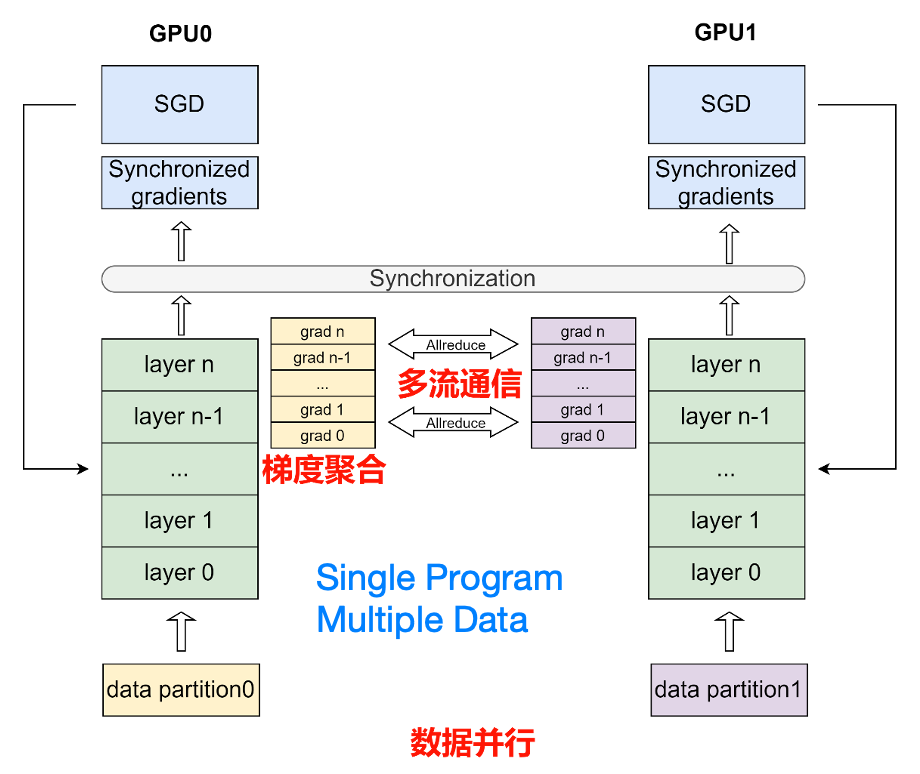 GPU0
GPU1
SGD
SGD
Synchronized
gradients
Synchronized
gradients
Synchronization
layer n
layer n-1
...
layer 1
layer 0
grad n
grad n-1
...
grad 1
grad 0
梯度聚合
Allreduce
多流通信
Allreduce
grad n
grad n-1
...
grad 1
grad 0
layer n
layer n-1
...
layer 1
layer 0
Single Program
Multiple Data
data partition0
data partition1
数据并行